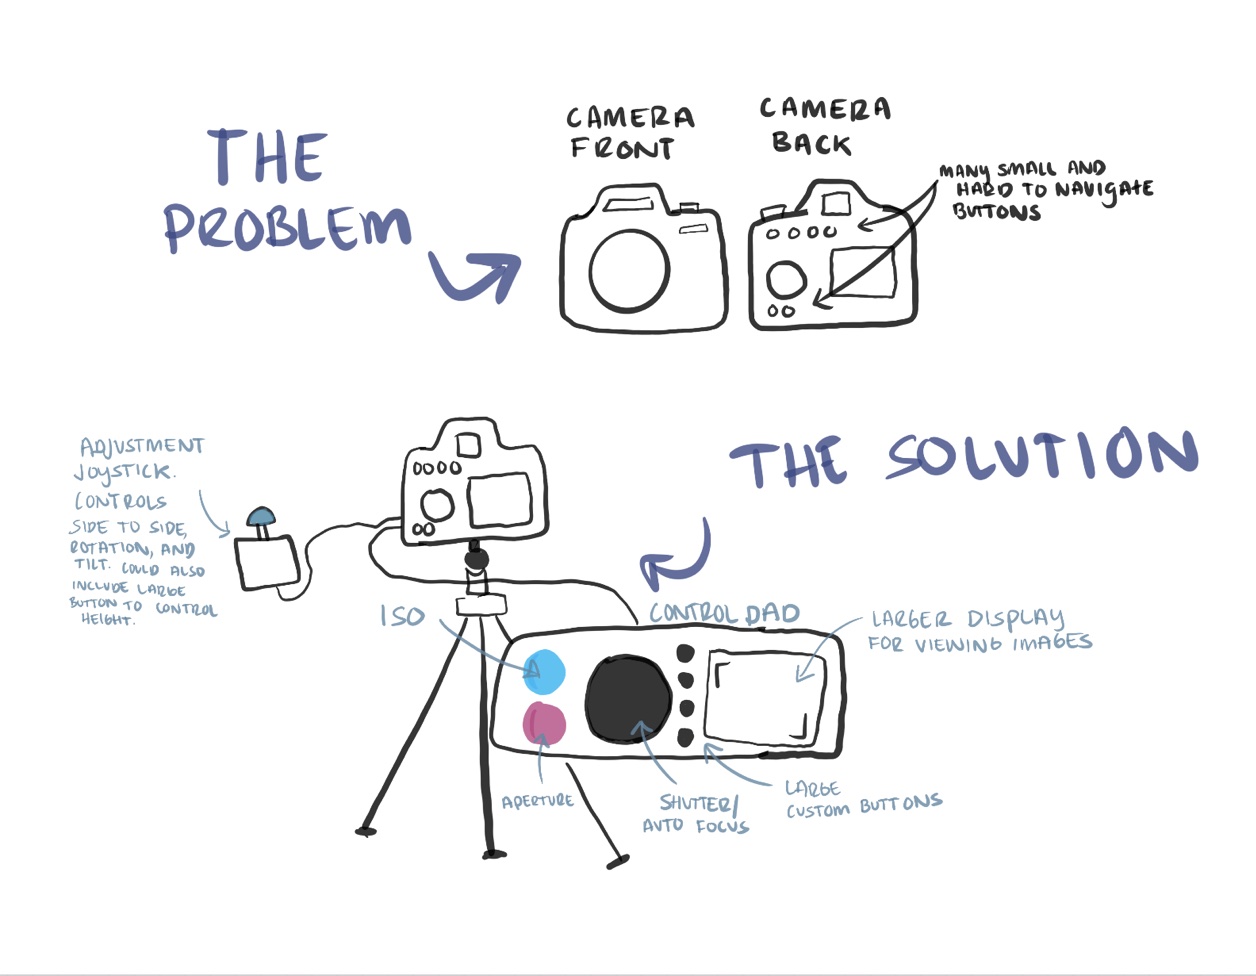 THE
PROBLEM
CAMERA
FRONT
CAMERA
BACK
MANY SMALL AND
HARD TO NAVIGATE
BUTTONS
THE SOLUTION
ADJUSTMENT
JOYSTICK.
CONTROLS
SIDE TO SIDE,
ROTATION, AND
TILT. COULD ALSO
INCLUDE LARGE
BUTTON TO CONTROL
HEIGHT.
ISO
CONTROL PAD
LARGER DISPLAY
FOR VIEWING IMAGES
APERTURE
SHUTTER/
AUTO FOCUS
LARGE
CUSTOM BUTTONS